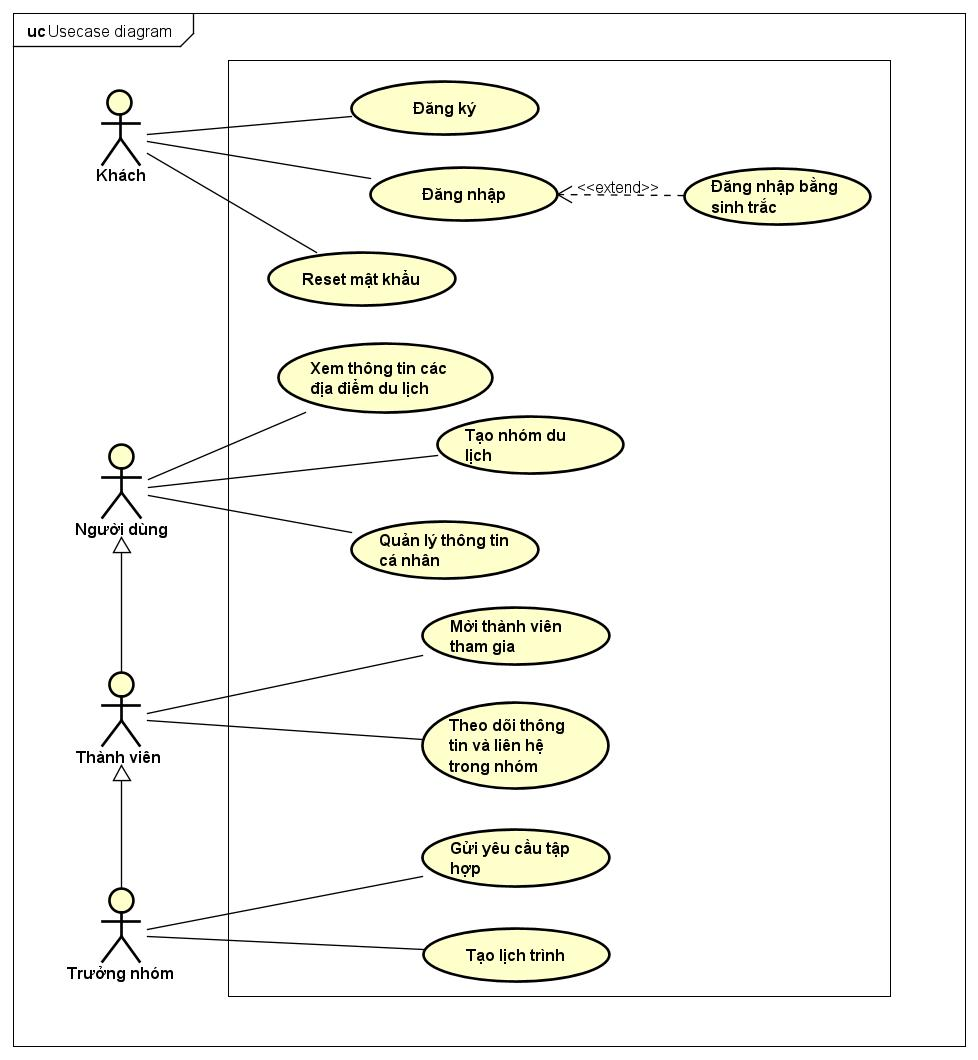 uc Usecase diagram
Đăng ký
Khách
Đăng nhập
<<extend>>
Đăng nhập bằng
sinh trắc
Reset mật khẩu
Xem thông tin các
địa điểm du lịch
Tạo nhóm du
lịch
Người dùng
Quản lý thông tin
cá nhân
Mời thành viên
tham gia
Theo dõi thông
tin và liên hệ
trong nhóm
Thành viên
Gửi yêu cầu tập
hợp
Tạo lịch trình
Trưởng nhóm